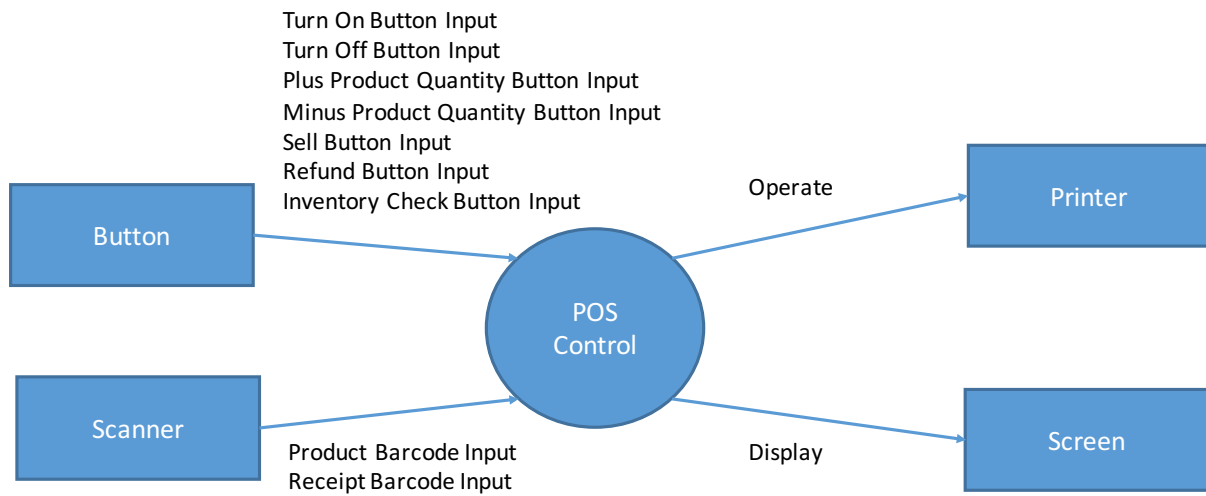 Turn On Button Input
Turn Off Button Input
Plus Product Quantity Button Input
Minus Product Quantity Button Input
Sell Button Input
Refund Button Input
Inventory Check Button Input
Button
Operate
Printer
POS
Control
Scanner
Product Barcode Input
Receipt Barcode Input
Display
Screen